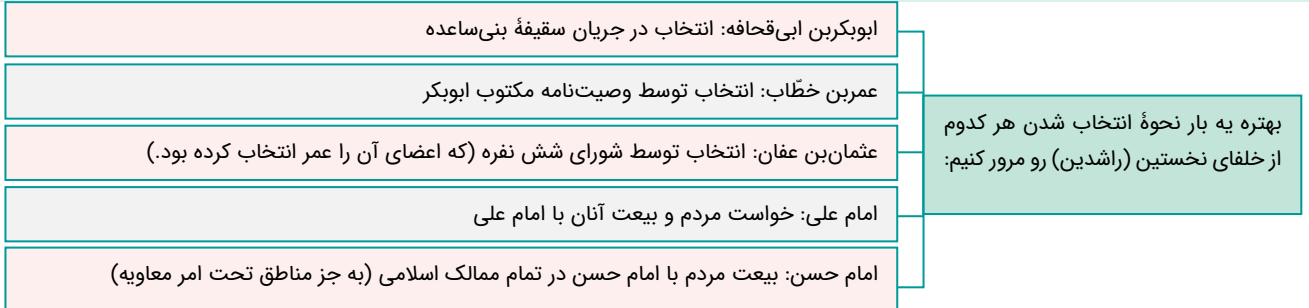 بهتره یه بار نحوهٔ انتخاب شدن هر کدوم
از خلفای نخستین (راشدین) رو مرور کنیم:
ابوبکربن ابی‌قحافه: انتخاب در جریان سقیفهٔ بنی‌ساعده
عمربن خطّاب: انتخاب توسط وصیت‌نامه مکتوب ابوبکر
عثمان‌بن عفان: انتخاب توسط شورای شش نفره (که اعضای آن را عمر انتخاب کرده بود.)
امام علی: خواست مردم و بیعت آنان با امام علی
امام حسن: بیعت مردم با امام حسن در تمام ممالک اسلامی (به جز مناطق تحت امر معاویه)